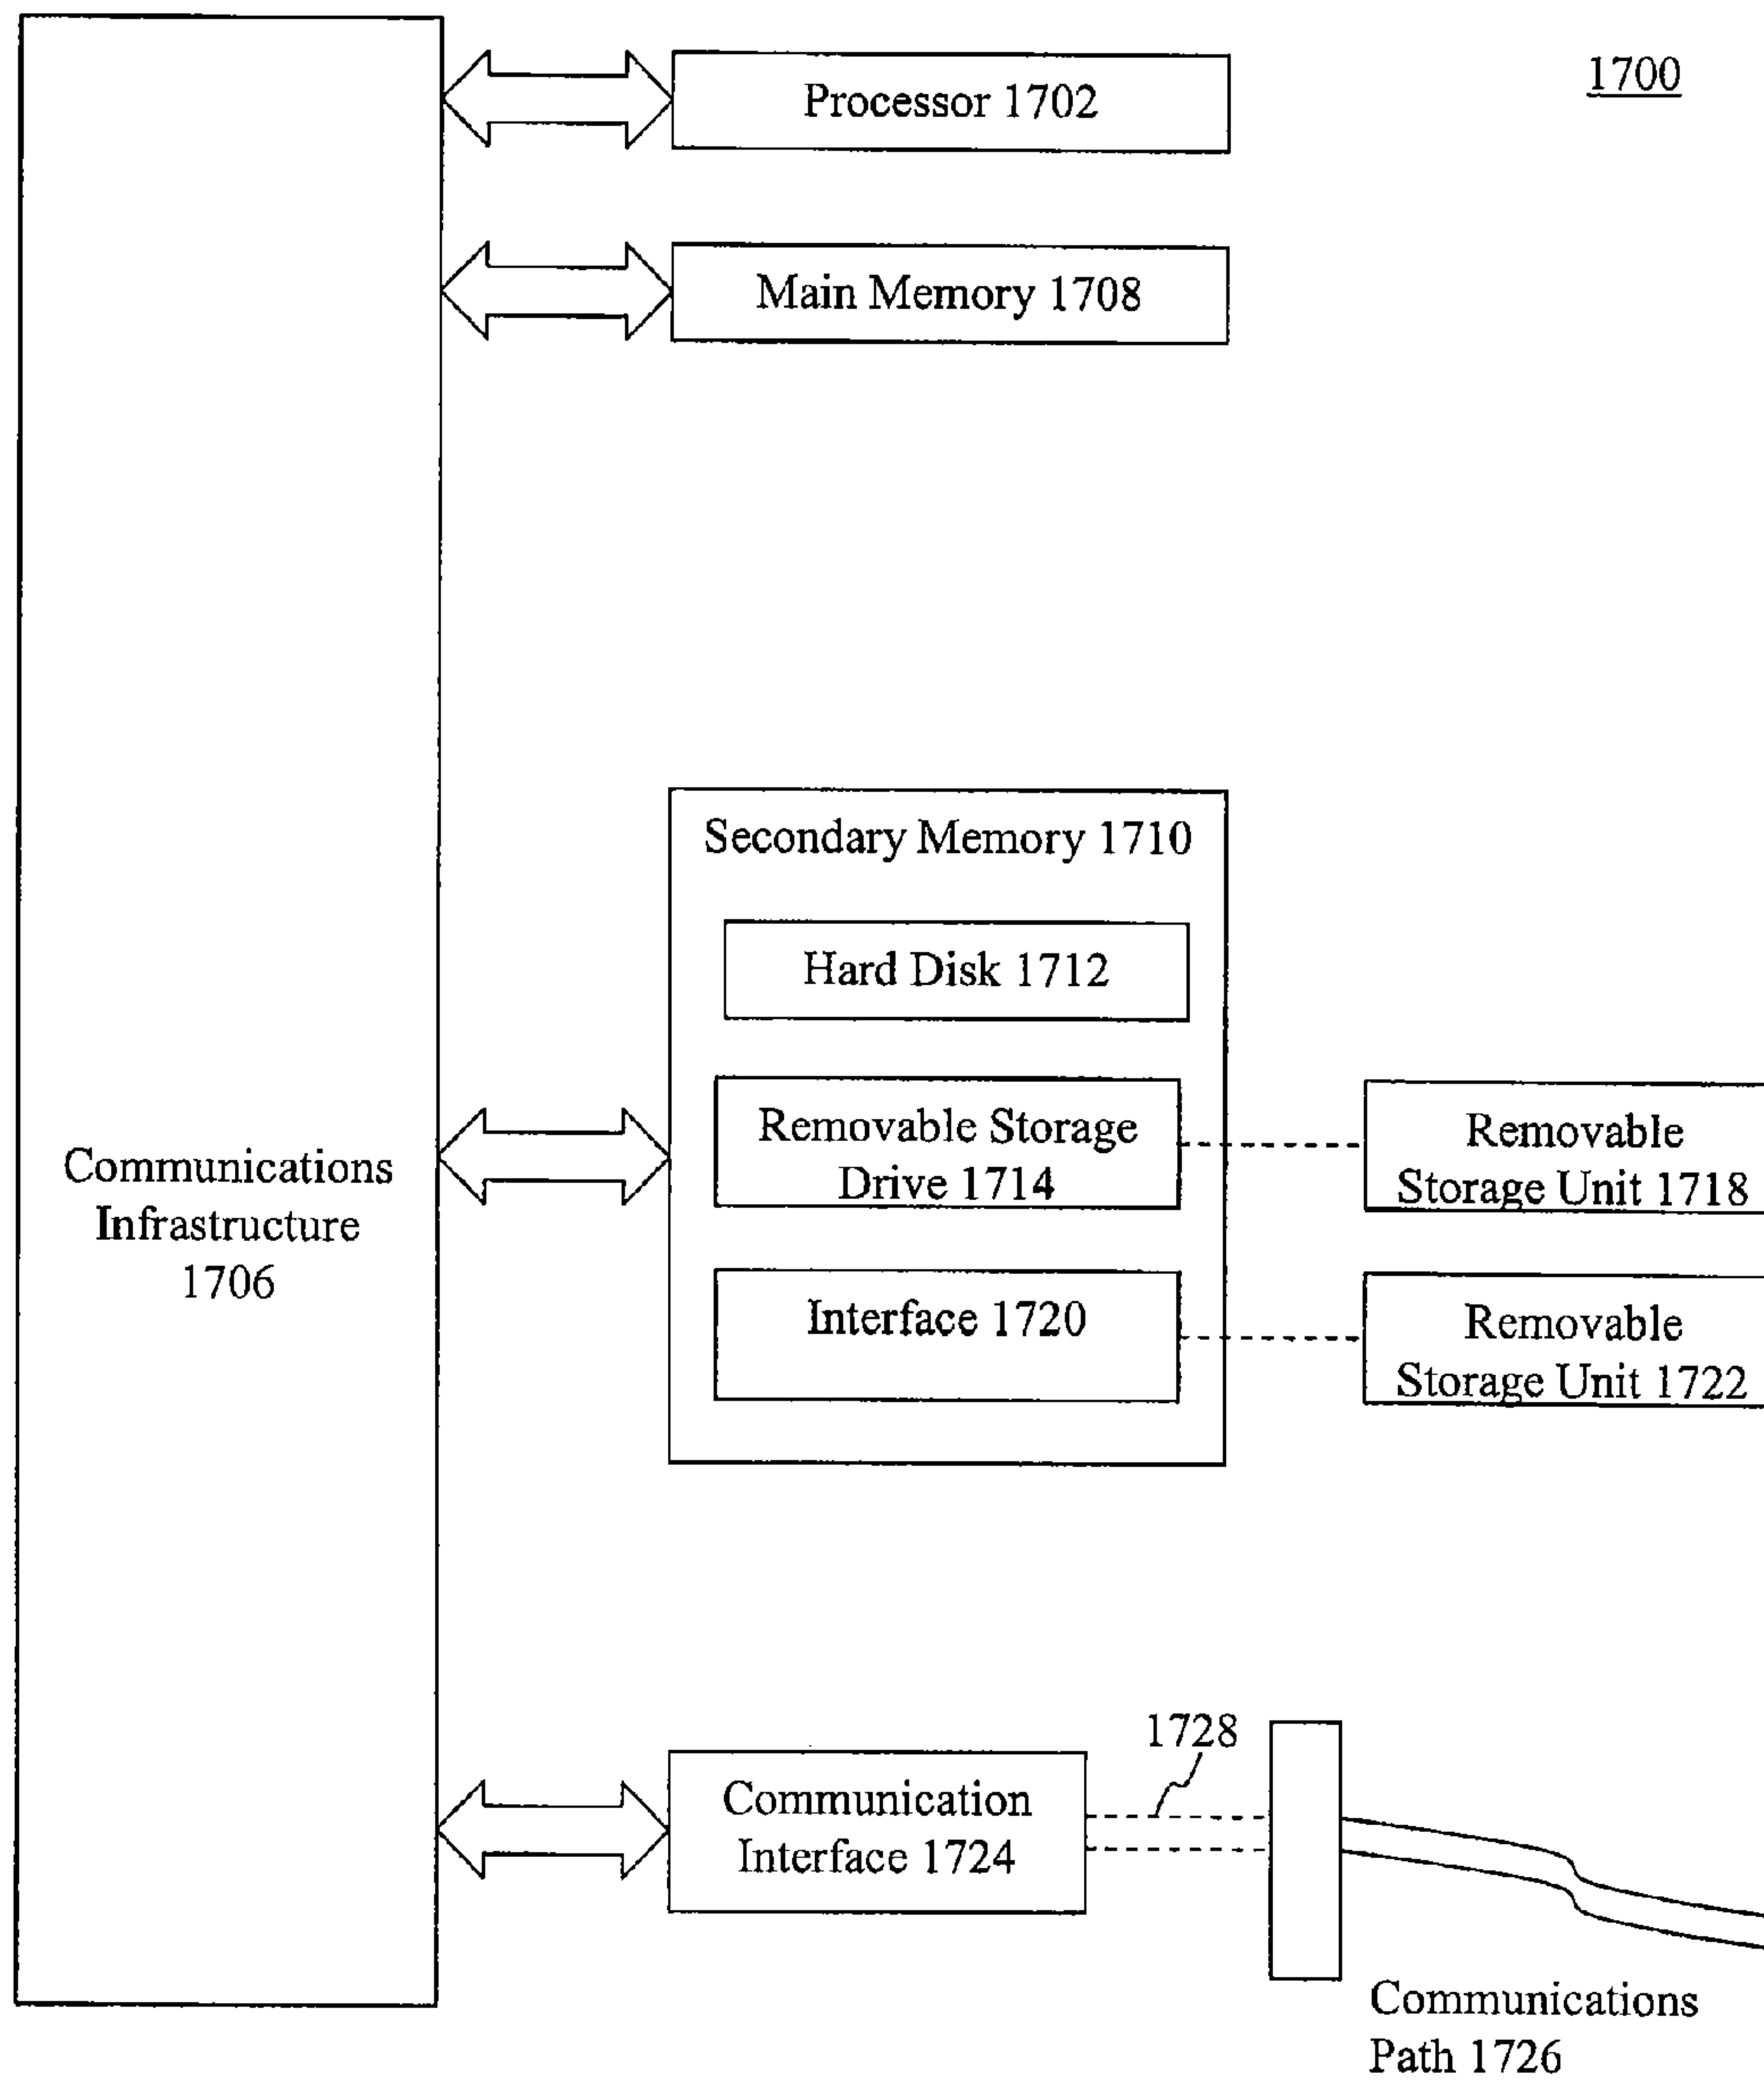 1700
Processor 1702
Main Memory 1708
Secondary Memory 1710
Hard Disk 1712
Removable Storage
Drive 1714
Removable
Storage Unit 1718
Communications
Infrastructure
1706
Interface 1720
Removable
Storage Unit 1722
1728
Communication
Interface 1724
Communications
Path 1726